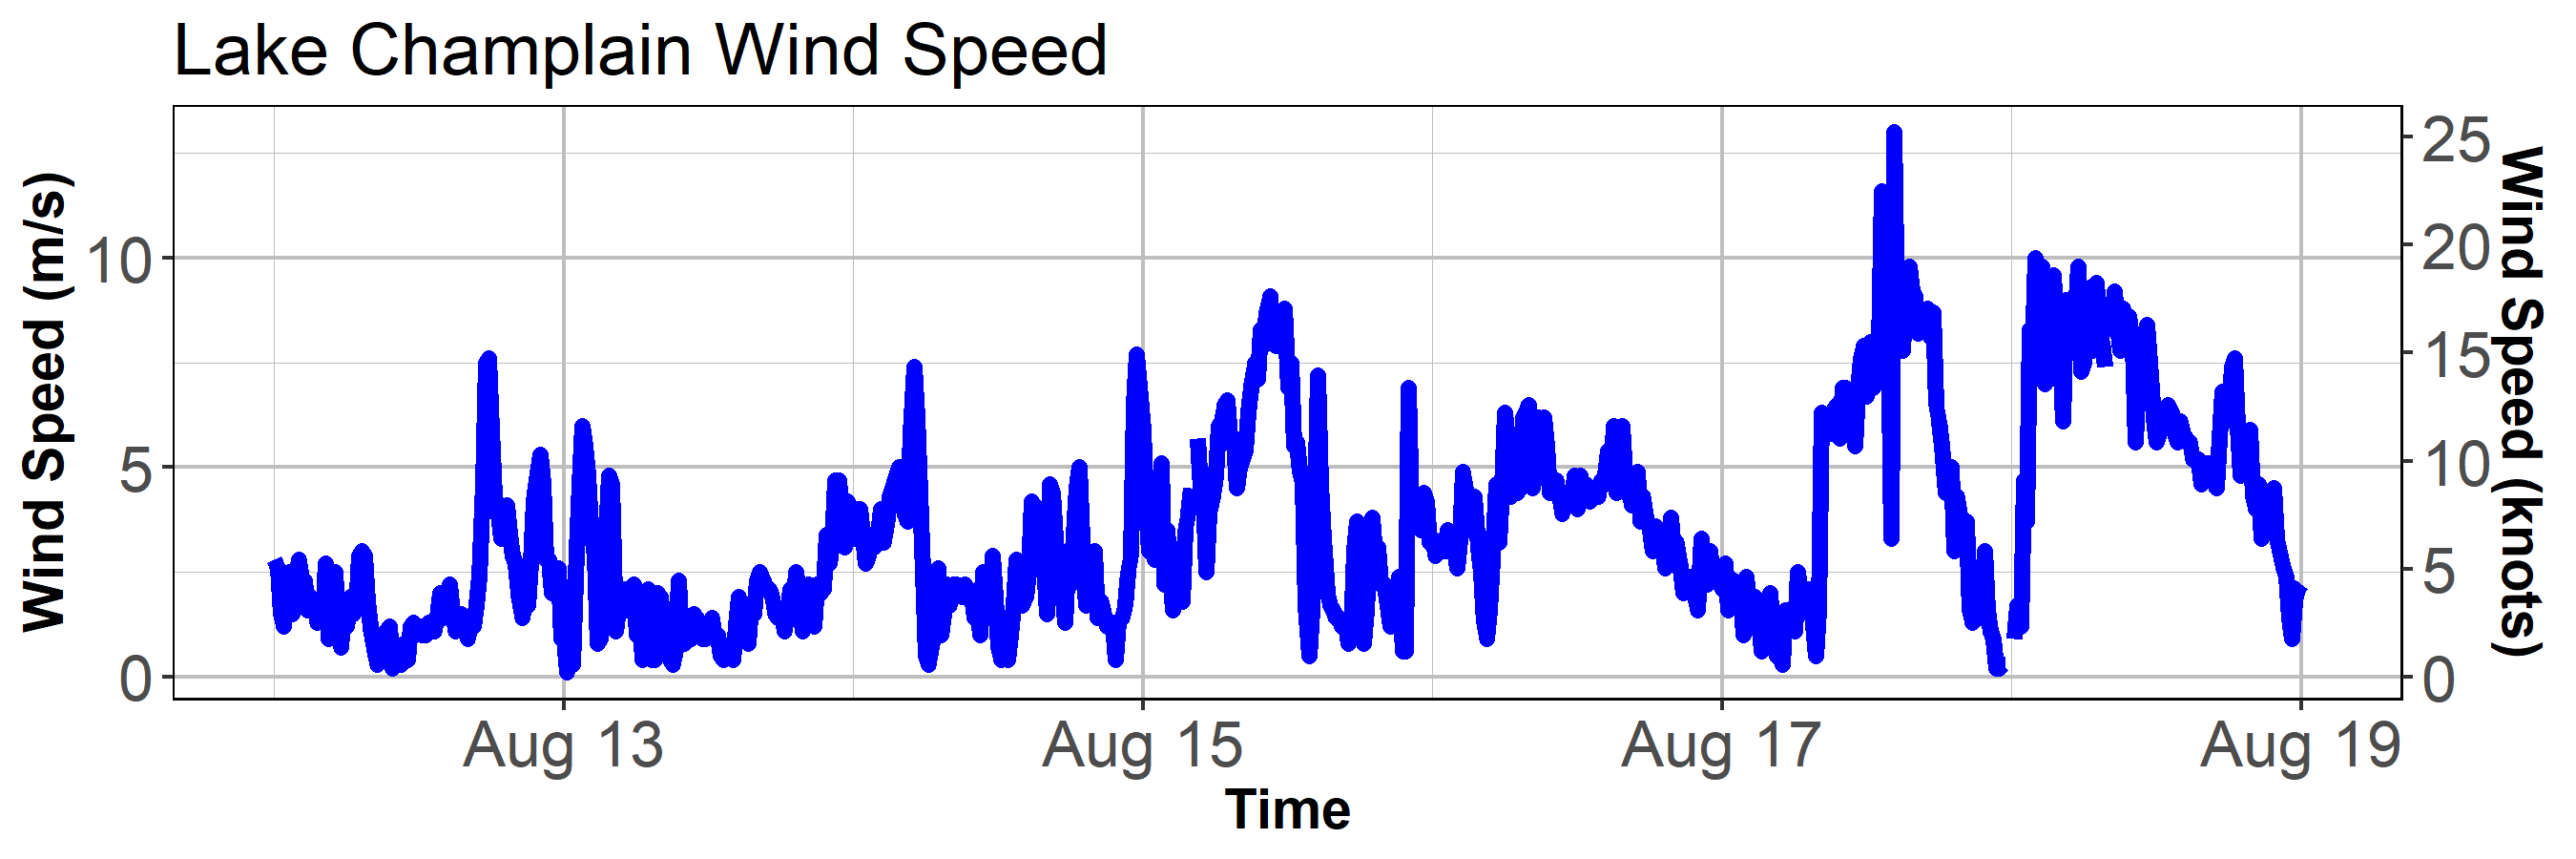 Lake Champlain Wind Speed
Wind Speed (m/s)
10
5
0
25
20
15
10
5
0
Wind Speed (knots)
Aug 13 Aug 15 Aug 17 Aug 19
Time